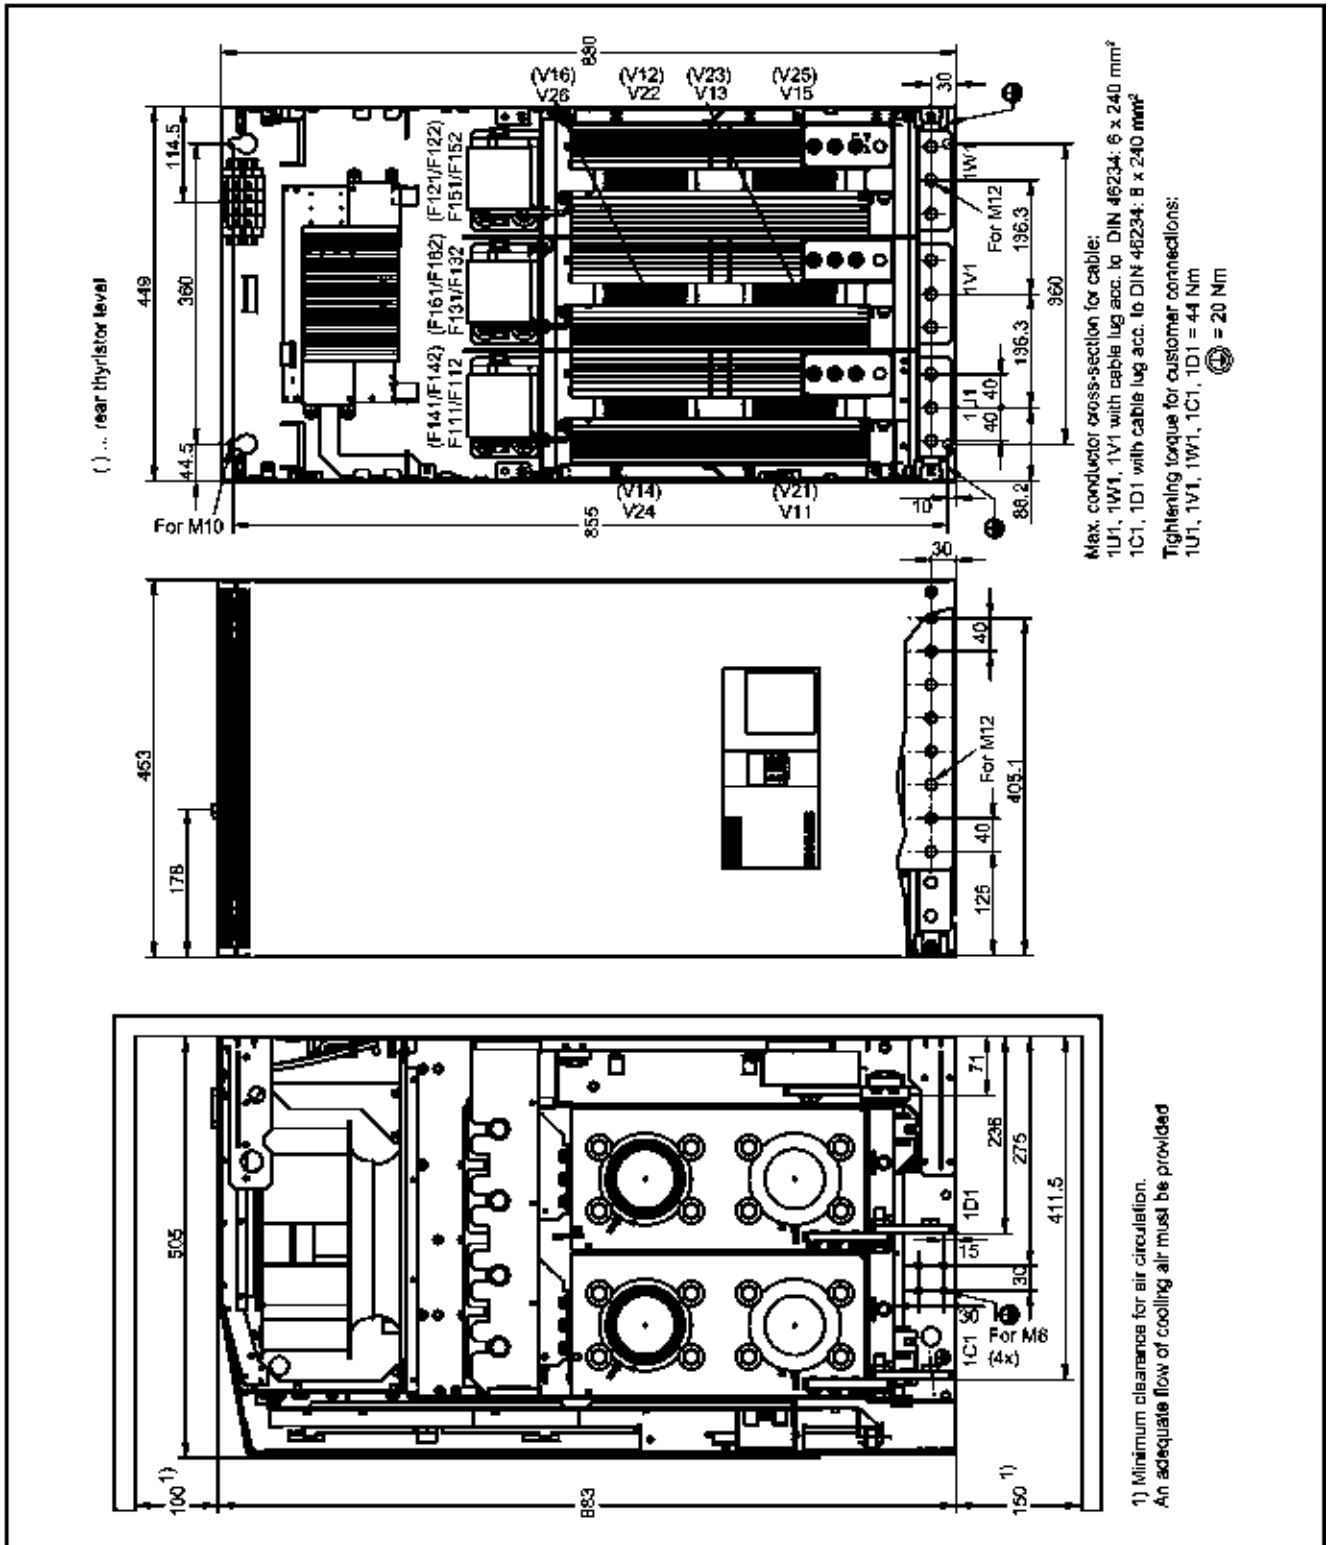 ( ) ... rear thyristor level
880
(V16)
V26
(V12)
V22
(V23)
V13
(V25)
V15
30
449
114.5
360
44.5
(F121/F122)
F151/F152
(F161/F162)
F131/F132
(F141/F142)
F111/F112
1W1
For M12
136.3
1V1
360
136.3
1U1
40
40
88.2
10
For M10
(V14)
V24
(V21)
V11
855
Max. conductor cross-section for cable:
1U1, 1W1, 1V1 with cable lug acc. to DIN 46234: 6 x 240 mm²
1C1, 1D1 with cable lug acc. to DIN 46234: 8 x 240 mm²
Tightening torque for customer connections:
1U1, 1V1, 1W1, 1C1, 1D1 = 44 Nm
= 20 Nm
453
178
30
40
For M12
405.1
40
125
505
71
236
275
411.5
1D1
15
30
30
1C1
For M6
(4x)
100 1)
883
150 1)
1) Minimum clearance for air circulation.
An adequate flow of cooling air must be provided